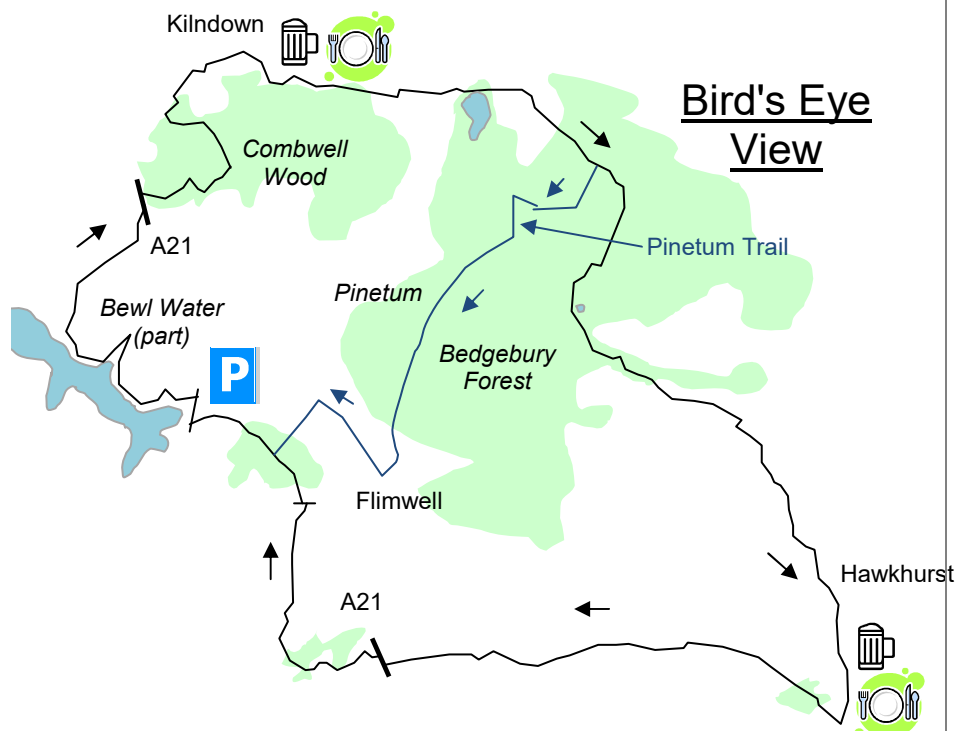 Kilndown
Bird's Eye
View
Combwell
Wood
A21
Pinetum Trail
Bewl Water
(part)
Pinetum
P
Bedgebury
Forest
Flimwell
Hawkhurst
A21